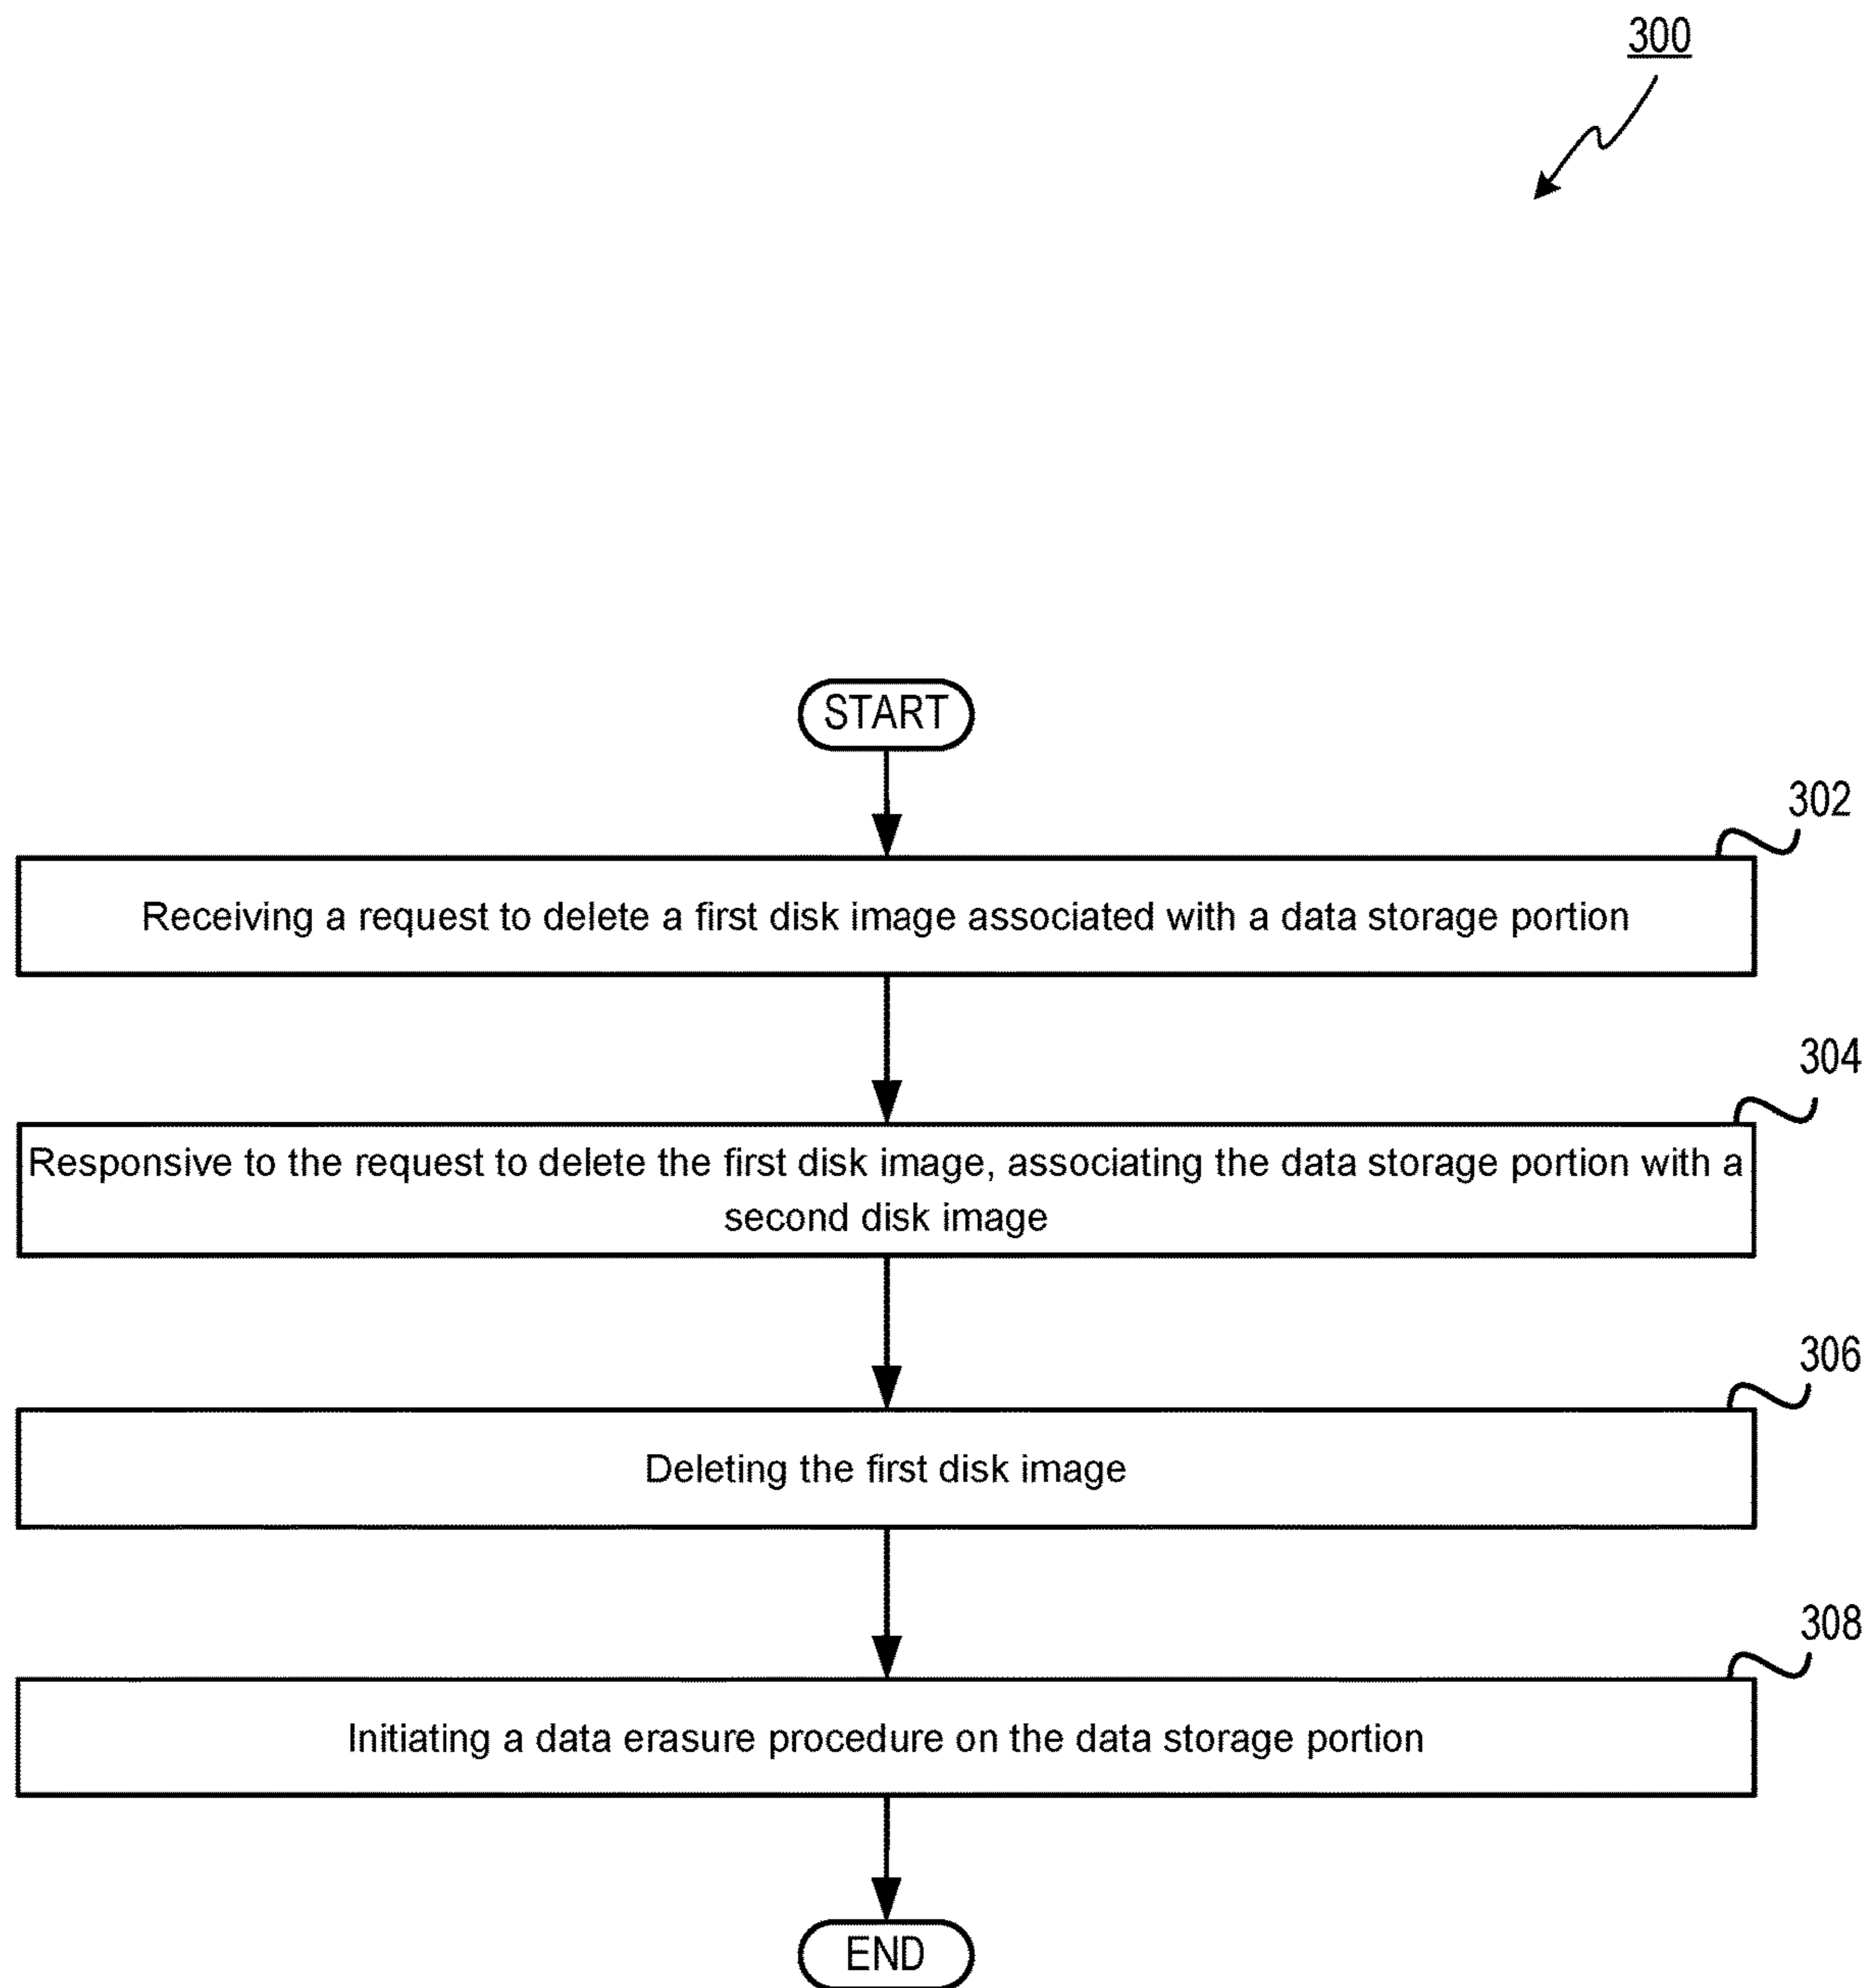 300
START
302
Receiving a request to delete a first disk image associated with a data storage portion
304
Responsive to the request to delete the first disk image, associating the data storage portion with a
second disk image
306
Deleting the first disk image
308
Initiating a data erasure procedure on the data storage portion
END